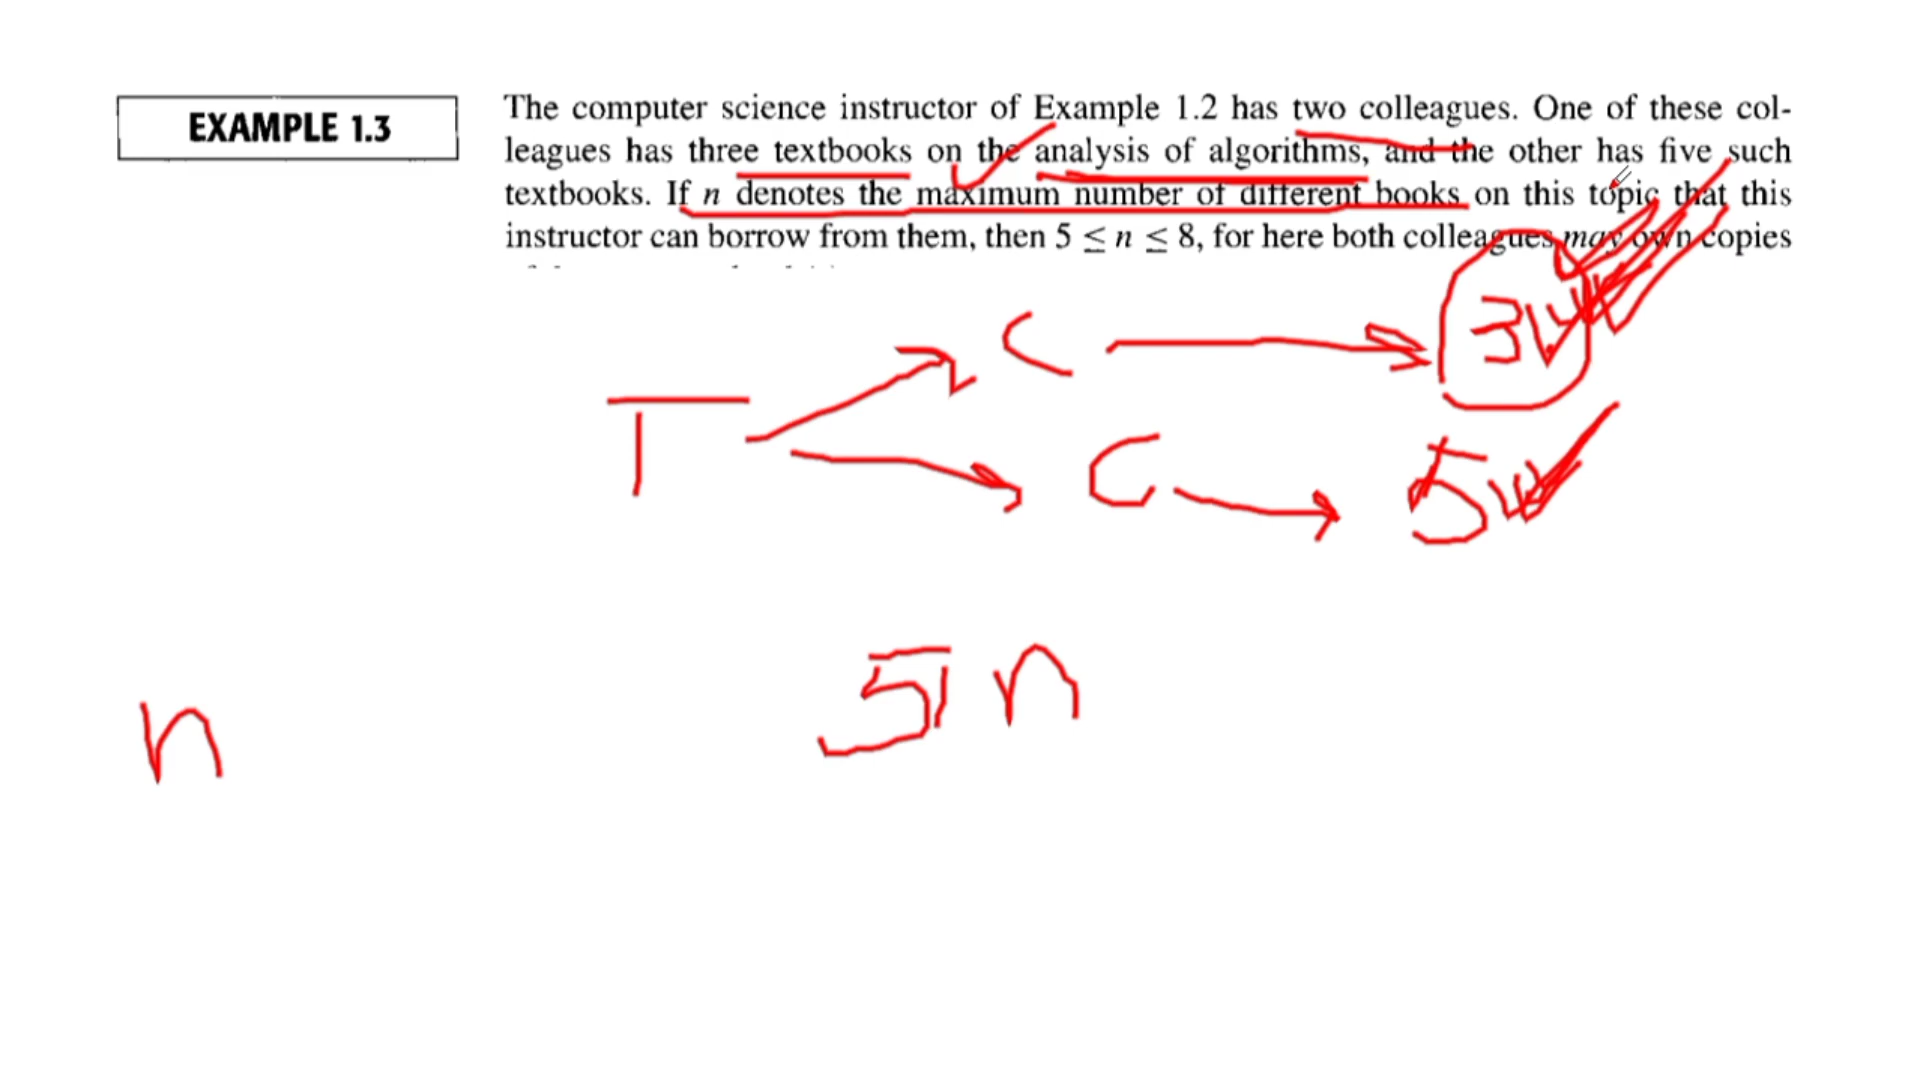 EXAMPLE 1.3
The computer science instructor of Example 1.2 has two colleagues. One of these col-
leagues has three textbooks on the analysis of algorithms, and the other has five such
textbooks. If n denotes the maximum number of different books on this topic that this
instructor can borrow from them, then 5 ≤ n ≤ 8, for here both colleagues may own copies
T
C
3
C
5
5 n
n